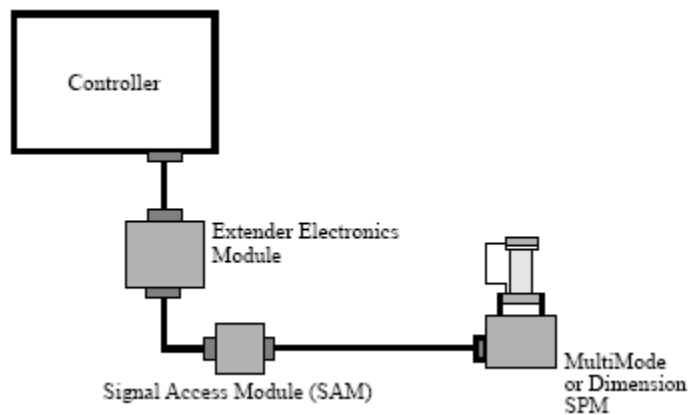 Controller
Extender Electronics
Module
Signal Access Module (SAM)
MultiMode
or Dimension
SPM